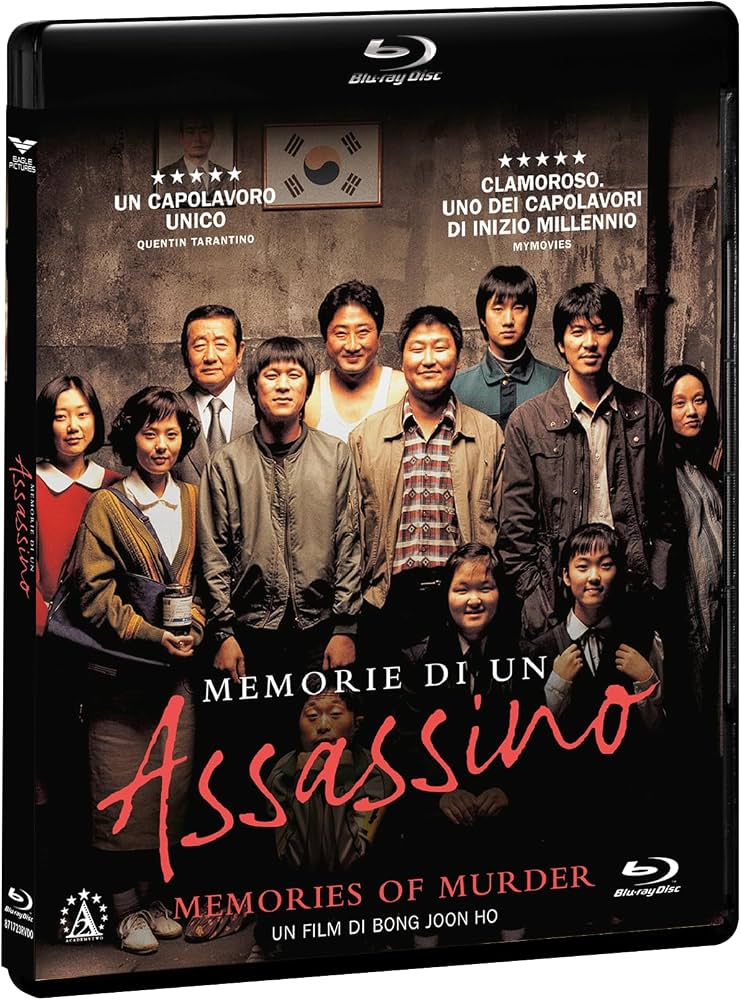 Blu-ray Disc
EAGLE
PICTURES
★★★★★
UN CAPOLAVORO
UNICO
QUENTIN TARANTINO
★★★★★
CLAMOROSO.
UNO DEI CAPOLAVORI
DI INIZIO MILLENNIO
MYMOVIES
MEMORIE DI UN
Assassino
MEMORIE DI UN
Assassino
MEMORIES OF MURDER
Blu-ray Disc
UN FILM DI BONG JOON HO
ACADEMY TWO
Blu-ray Disc